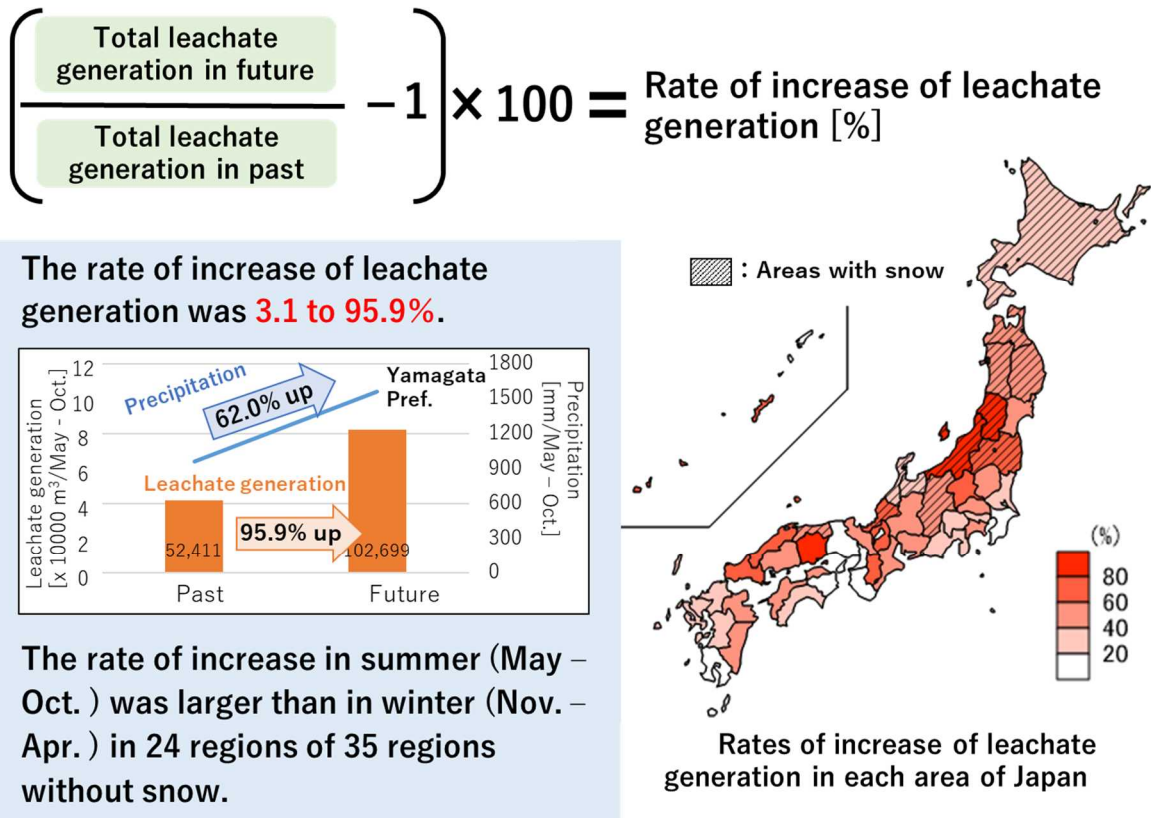 Total leachate
generation in future
Total leachate
generation in past
− 1 × 100 = Rate of increase of leachate
generation [%]
The rate of increase of leachate
generation was 3.1 to 95.9%.
Leachate generation
[x 10000 m³/May - Oct.]
12
10
8
6
4
2
0
Precipitation
62.0% up
Yamagata
Pref.
Leachate generation
95.9% up
52,411
102,699
Past
Future
1800
1500
1200
900
600
300
0
Precipitation
[mm/May – Oct.]
The rate of increase in summer (May –
Oct. ) was larger than in winter (Nov. –
Apr. ) in 24 regions of 35 regions
without snow.
: Areas with snow
(%)
80
60
40
20
Rates of increase of leachate
generation in each area of Japan